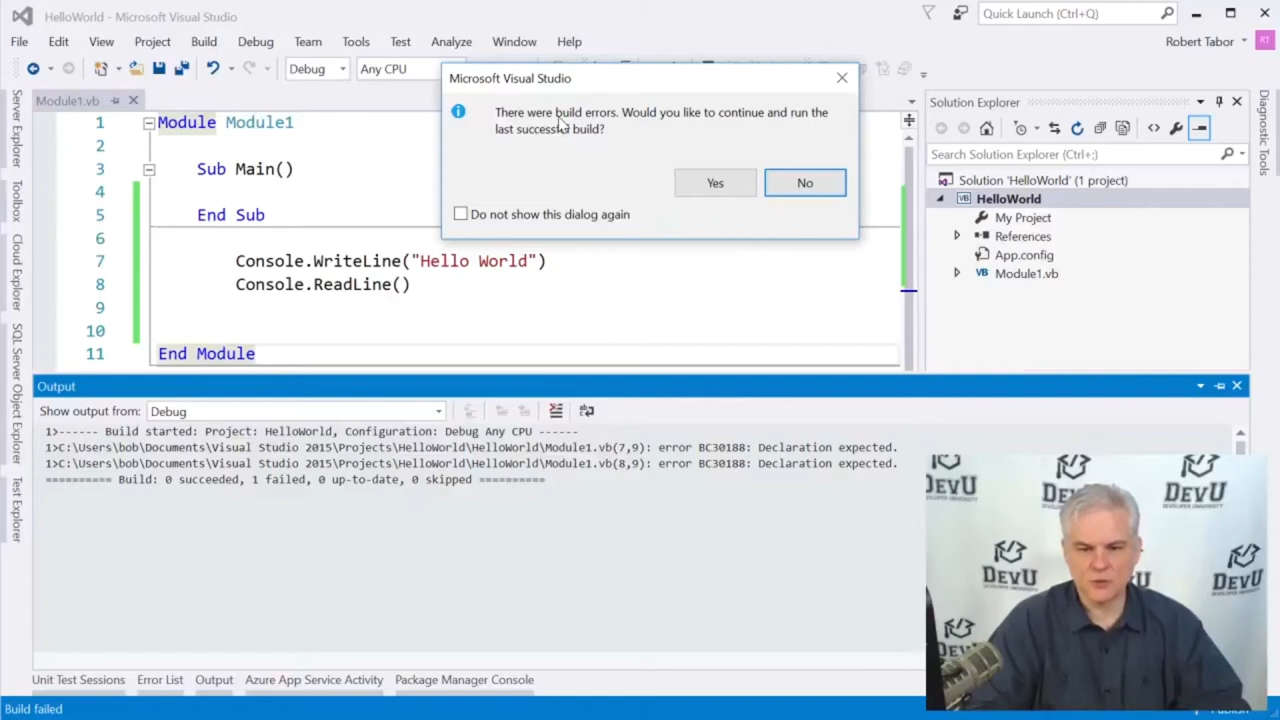 HelloWorld - Microsoft Visual Studio
Quick Launch (Ctrl+Q)
File Edit View Project Build Debug Team Tools Test Analyze Window Help
Robert Tabor RT
Debug Any CPU
Module1.vb
1 Module Module1
2
3 Sub Main()
4
5 End Sub
6
7 Console.WriteLine("Hello World")
8 Console.ReadLine()
9
10
11 End Module
Microsoft Visual Studio
There were build errors. Would you like to continue and run the
last successful build?
Yes No
Do not show this dialog again
Solution Explorer
Search Solution Explorer (Ctrl+;)
Solution 'HelloWorld' (1 project)
VB HelloWorld
My Project
References
App.config
VB Module1.vb
Server Explorer
Toolbox
Cloud Explorer
SQL Server Object Explorer
Test Explorer
Diagnostic Tools
Output
Show output from: Debug
1>------ Build started: Project: HelloWorld, Configuration: Debug Any CPU ------
1>C:\Users\bob\Documents\Visual Studio 2015\Projects\HelloWorld\HelloWorld\Module1.vb(7,9): error BC30188: Declaration expected.
1>C:\Users\bob\Documents\Visual Studio 2015\Projects\HelloWorld\HelloWorld\Module1.vb(8,9): error BC30188: Declaration expected.
========== Build: 0 succeeded, 1 failed, 0 up-to-date, 0 skipped ==========
DEVU
DEVELOPER UNIVERSITY
Unit Test Sessions Error List Output Azure App Service Activity Package Manager Console
Build failed